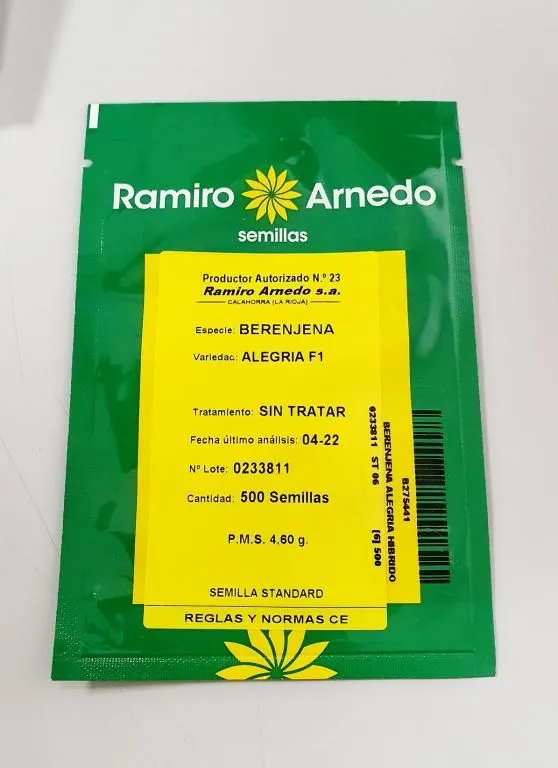 Ramiro Arnedo
semillas
Productor Autorizado N.º 23
Ramiro Arnedo s.a.
CALAHORRA (LA RIOJA)
Especie: BERENJENA
Variedad: ALEGRIA F1
Tratamiento: SIN TRATAR
Fecha último análisis: 04-22
Nº Lote: 0233811
Cantidad: 500 Semillas
P.M.S. 4,60 g.
SEMILLA STANDARD
REGLAS Y NORMAS CE
B275441
BERENJENA ALEGRIA HIBRIDO
0233811 ST 06 [6] 500